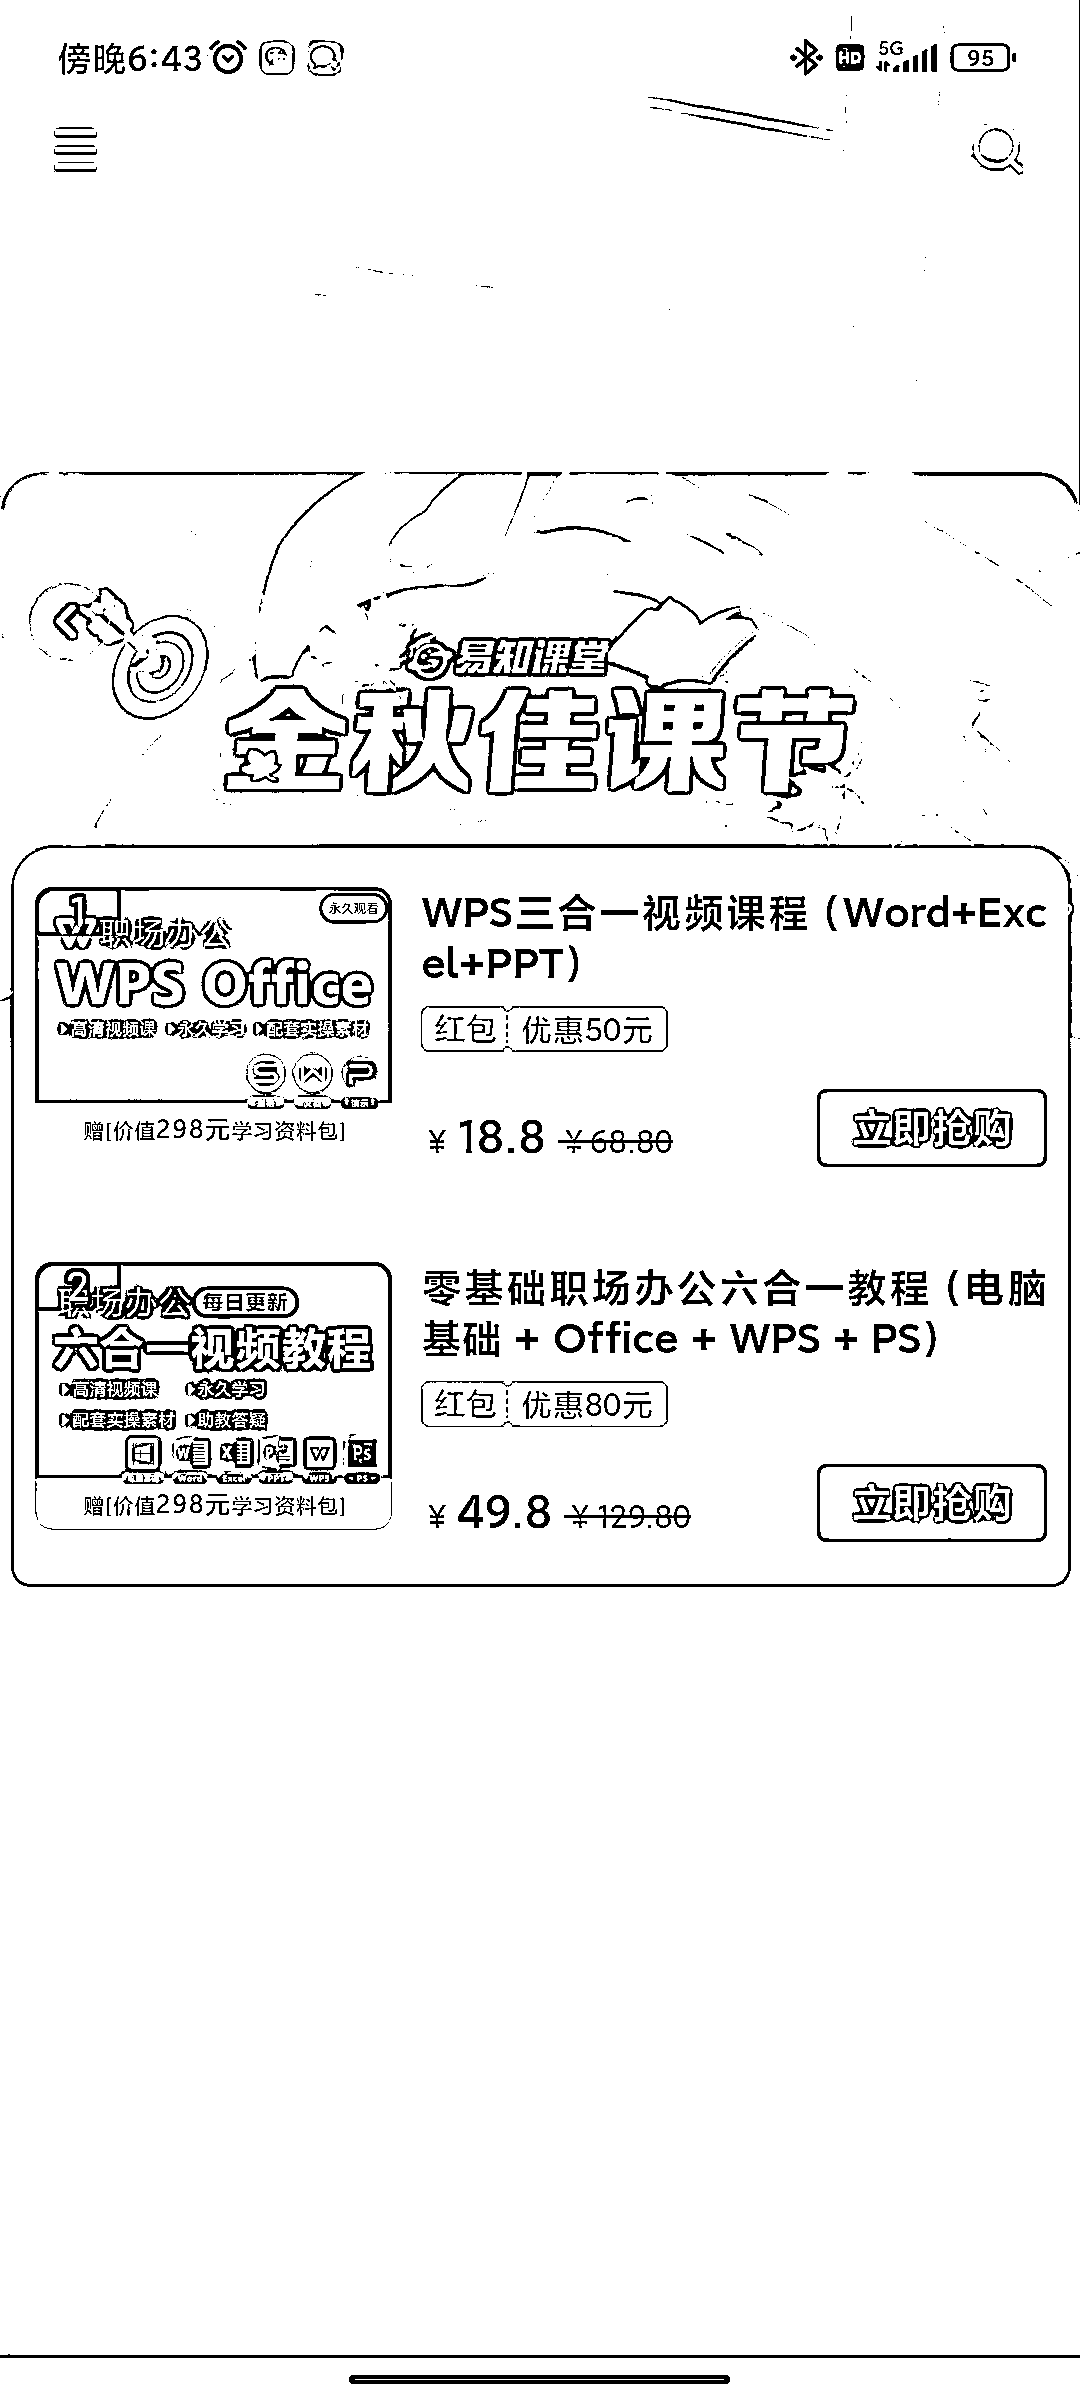 傍晚6:43
HD 5G 95
易知课堂
金秋佳课节
1
职场办公
永久观看
WPS Office
高清视频课 永久学习 配套实操素材
赠[价值298元学习资料包]
WPS三合一视频课程（Word+Exc
el+PPT）
红包 优惠50元
¥ 18.8 ¥68.80
立即抢购
2
职场办公 每日更新
六合一视频教程
高清视频课 永久学习
配套实操素材 助教答疑
Word Excel PPT WPS PS
赠[价值298元学习资料包]
零基础职场办公六合一教程（电脑
基础 + Office + WPS + PS）
红包 优惠80元
¥ 49.8 ¥129.80
立即抢购